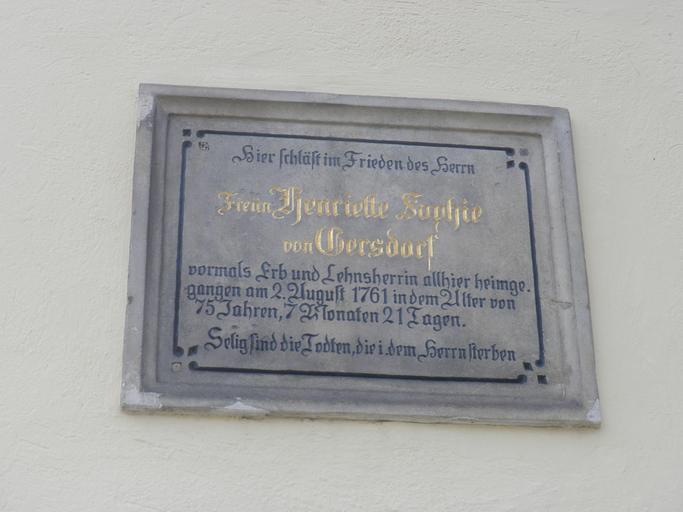 Hier schläft im Frieden des Herrn
Freiin Henriette Sophie
von Gersdorf
vormals Erb und Lehnsherrin allhier heimge.
gangen am 2. August 1761 in dem Alter von
75 Jahren, 7 Monaten 21 Tagen.
Selig sind die Todten, die i. dem Herrn sterben